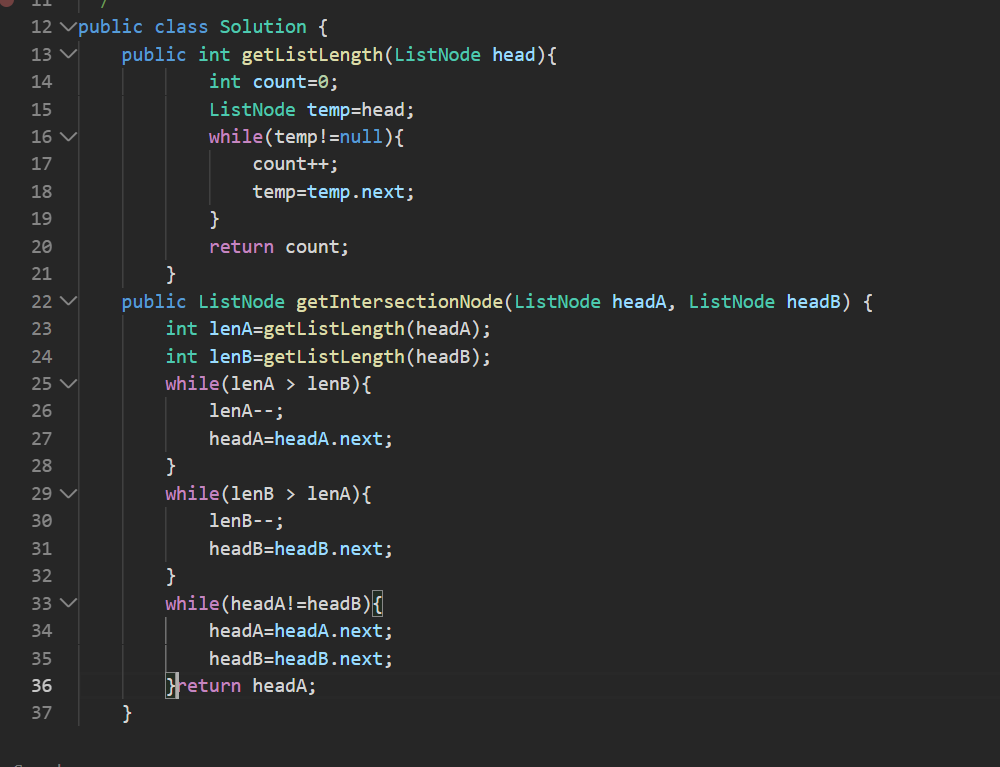 11 /
12 public class Solution {
13 public int getListLength(ListNode head){
14 int count=0;
15 ListNode temp=head;
16 while(temp!=null){
17 count++;
18 temp=temp.next;
19 }
20 return count;
21 }
22 public ListNode getIntersectionNode(ListNode headA, ListNode headB) {
23 int lenA=getListLength(headA);
24 int lenB=getListLength(headB);
25 while(lenA > lenB){
26 lenA--;
27 headA=headA.next;
28 }
29 while(lenB > lenA){
30 lenB--;
31 headB=headB.next;
32 }
33 while(headA!=headB){
34 headA=headA.next;
35 headB=headB.next;
36 }return headA;
37 }